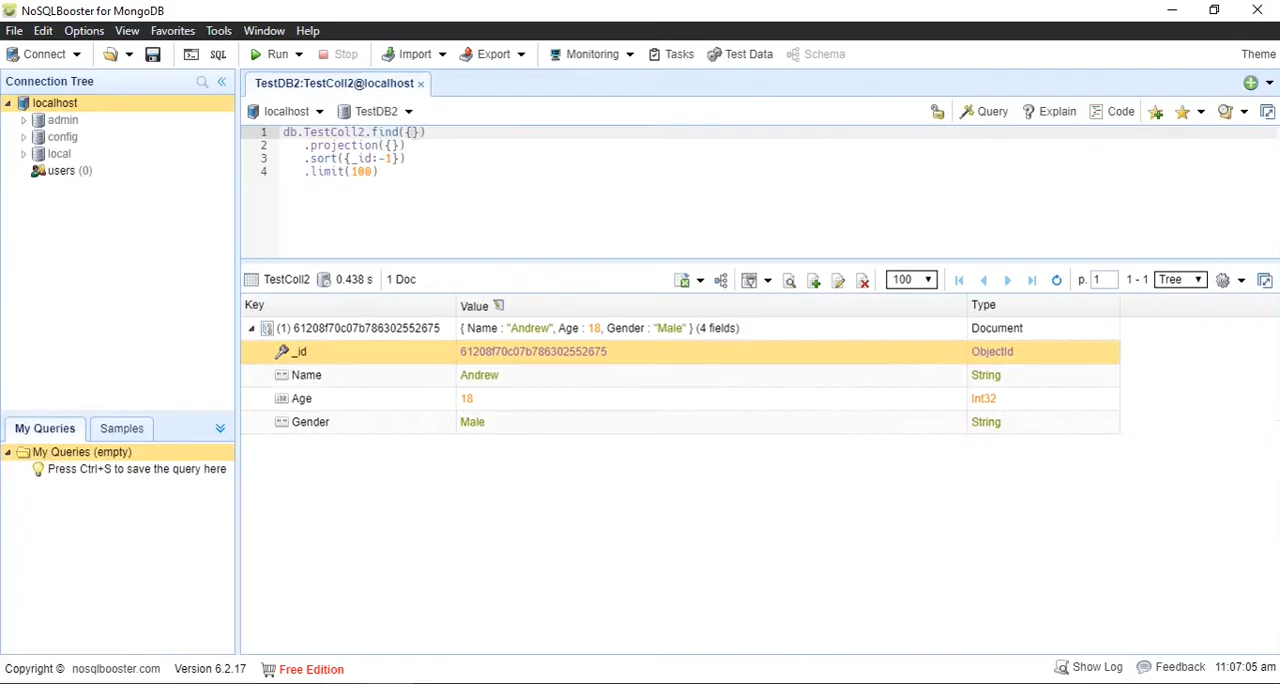 NoSQLBooster for MongoDB
File Edit Options View Favorites Tools Window Help
Connect SQL Run Stop Import Export Monitoring Tasks Test Data Schema Theme
Connection Tree
TestDB2:TestColl2@localhost ×
localhost
admin
config
local
users (0)
localhost TestDB2 Query Explain Code
1 db.TestColl2.find({})
2 .projection({})
3 .sort({_id:-1})
4 .limit(100)
TestColl2 0.438 s 1 Doc 100 p. 1 1 - 1 Tree
Key Value Type
(1) 61208f70c07b786302552675 { Name : "Andrew", Age : 18, Gender : "Male" } (4 fields) Document
_id 61208f70c07b786302552675 ObjectId
Name Andrew String
Age 18 Int32
Gender Male String
My Queries Samples
My Queries (empty)
Press Ctrl+S to save the query here
Copyright © nosqlbooster.com Version 6.2.17 Free Edition Show Log Feedback 11:07:05 am